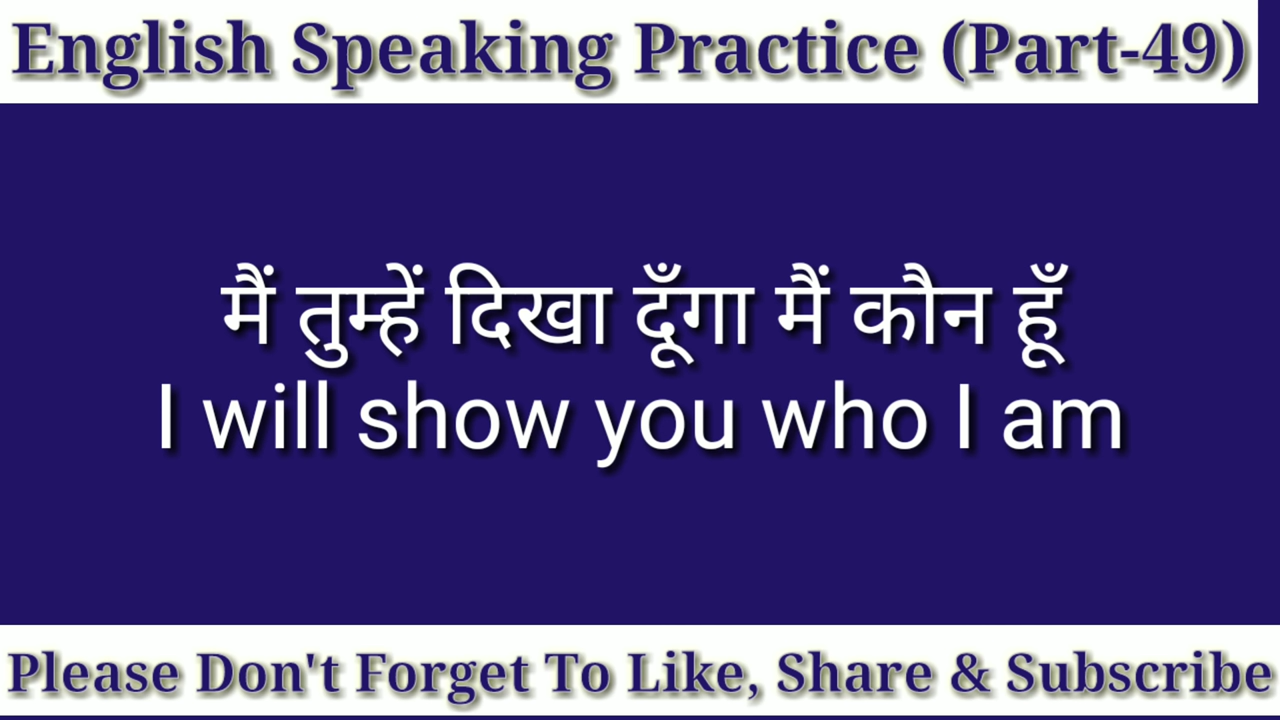 English Speaking Practice (Part-49)
मैं तुम्हें दिखा दूँगा मैं कौन हूँ
I will show you who I am
Please Don't Forget To Like, Share & Subscribe